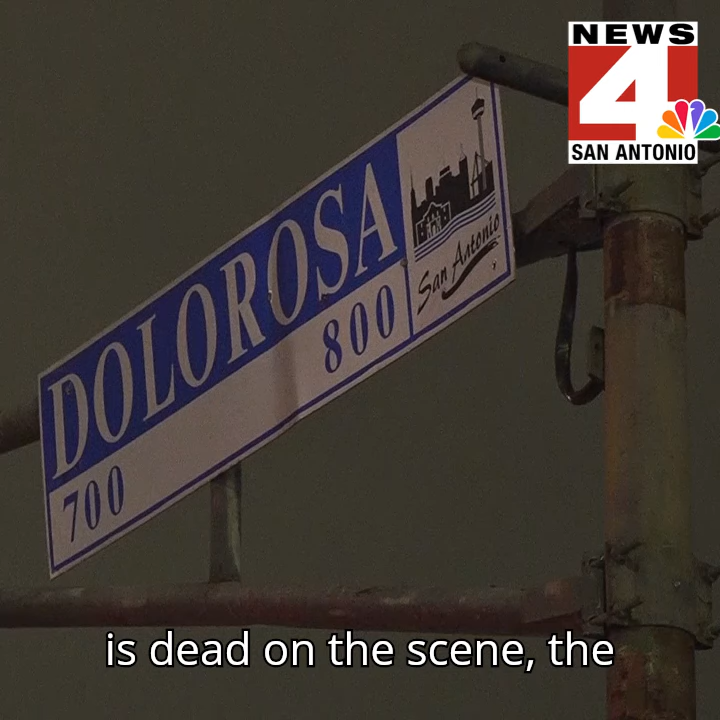 NEWS
4
SAN ANTONIO
DOLOROSA
700
800
San Antonio
is dead on the scene, the